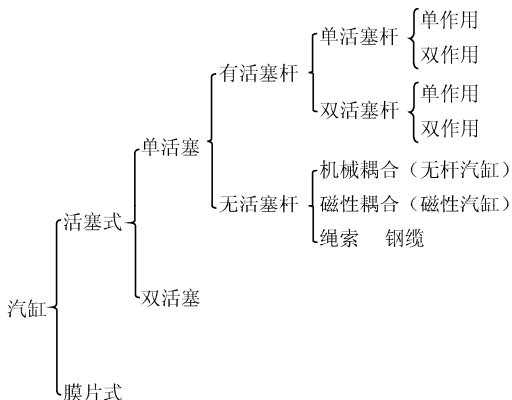 单作用
单活塞杆
双作用
有活塞杆
单作用
双活塞杆
双作用
单活塞
机械耦合（无杆汽缸）
无活塞杆
磁性耦合（磁性汽缸）
活塞式
绳索 钢缆
双活塞
汽缸
膜片式